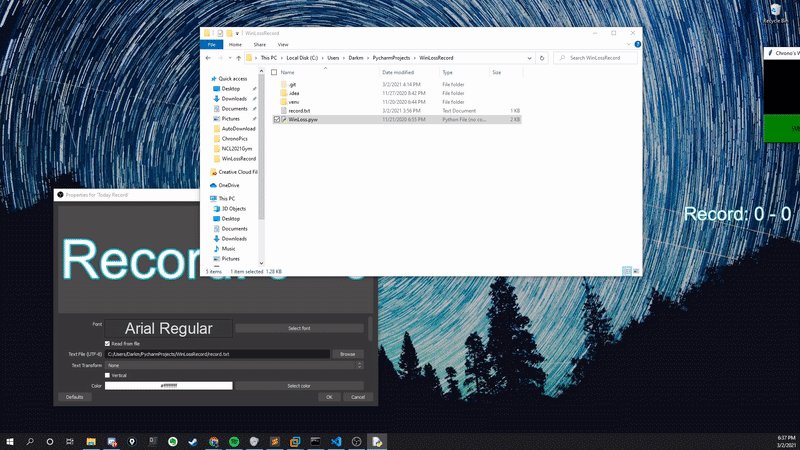 Recycle Bin
WinLossRecord
File Home Share View
This PC > Local Disk (C:) > Users > Darkm > PycharmProjects > WinLossRecord
Search WinLossRecord
Name Date modified Type Size
.git 3/2/2021 4:14 PM File folder
.idea 11/27/2020 8:42 PM File folder
venv 11/20/2020 6:44 PM File folder
record.txt 3/2/2021 3:56 PM Text Document 1 KB
WinLoss.pyw 11/21/2020 6:55 PM Python File (no co... 2 KB
Quick access
Desktop
Downloads
Documents
Pictures
AutoDownload
ChronoPics
NCL2021Gym
WinLossRecord
Creative Cloud Fil
OneDrive
This PC
3D Objects
Desktop
Documents
Downloads
Music
Pictures
5 items 1 item selected 1.28 KB
Chrono's W
Record: 0 - 0
Properties for 'Today Record'
Record: 0 - 0
Font Arial Regular Select font
Read from file
Text File (UTF-8) C:/Users/Darkm/PycharmProjects/WinLossRecord/record.txt Browse
Text Transform None
Vertical
Color #ffffffff Select color
Defaults OK Cancel
6:37 PM
3/2/2021